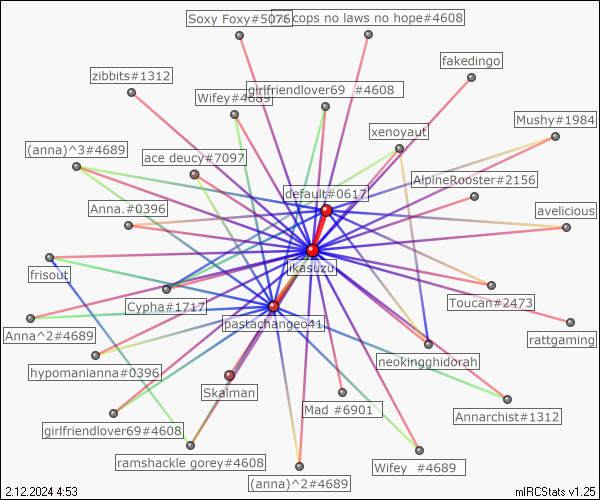 Soxy Foxy#5076
cops no laws no hope#4608
fakedingo
zibbits#1312
girlfriendlover69 #4608
Wifey#4689
Mushy#1984
xenoyaut
(anna)^3#4689
ace deucy#7097
AlpineRooster#2156
default#0617
Anna.#0396
avelicious
jikasuzu
frisout
Cypha#1717
Toucan#2473
pastachangeo41
Anna^2#4689
rattgaming
neokingghidorah
hypomanianna#0396
Skalman
Mad #6901
Annarchist#1312
girlfriendlover69#4608
ramshackle gorey#4608
Wifey #4689
(anna)^2#4689
2.12.2024 4:53
mIRCStats v1.25